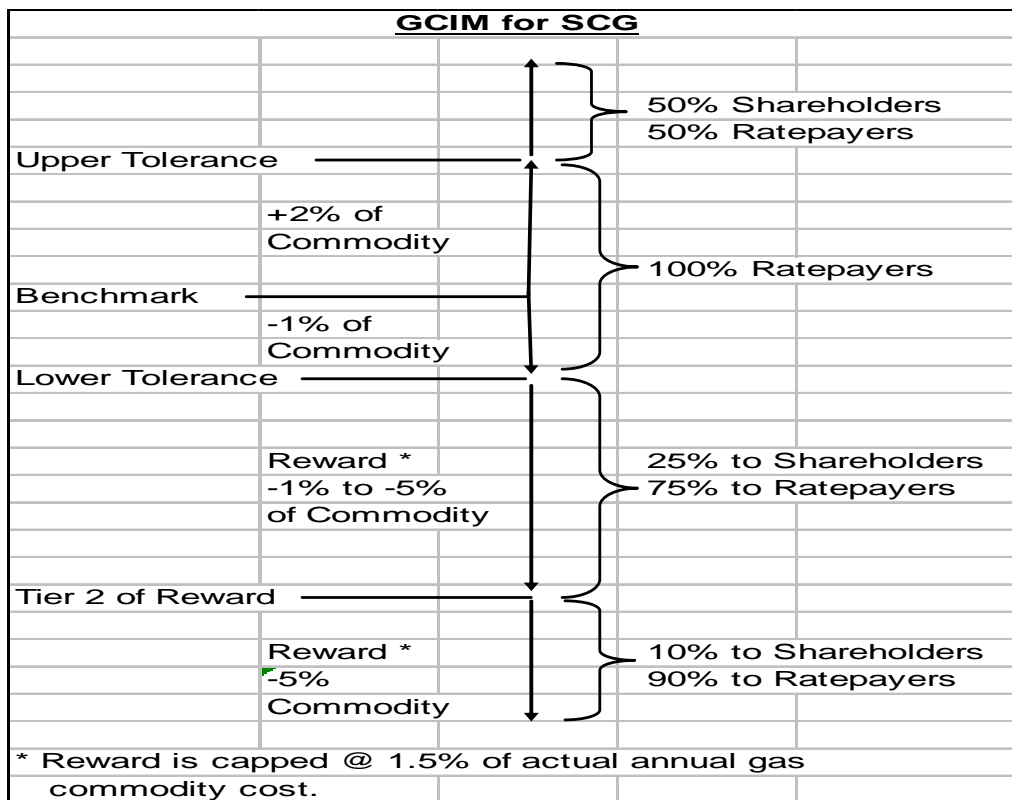 GCIM for SCG
50% Shareholders
50% Ratepayers
Upper Tolerance
+2% of
Commodity
100% Ratepayers
Benchmark
-1% of
Commodity
Lower Tolerance
Reward *
25% to Shareholders
-1% to -5%
75% to Ratepayers
of Commodity
Tier 2 of Reward
Reward *
10% to Shareholders
-5%
90% to Ratepayers
Commodity
* Reward is capped @ 1.5% of actual annual gas
commodity cost.